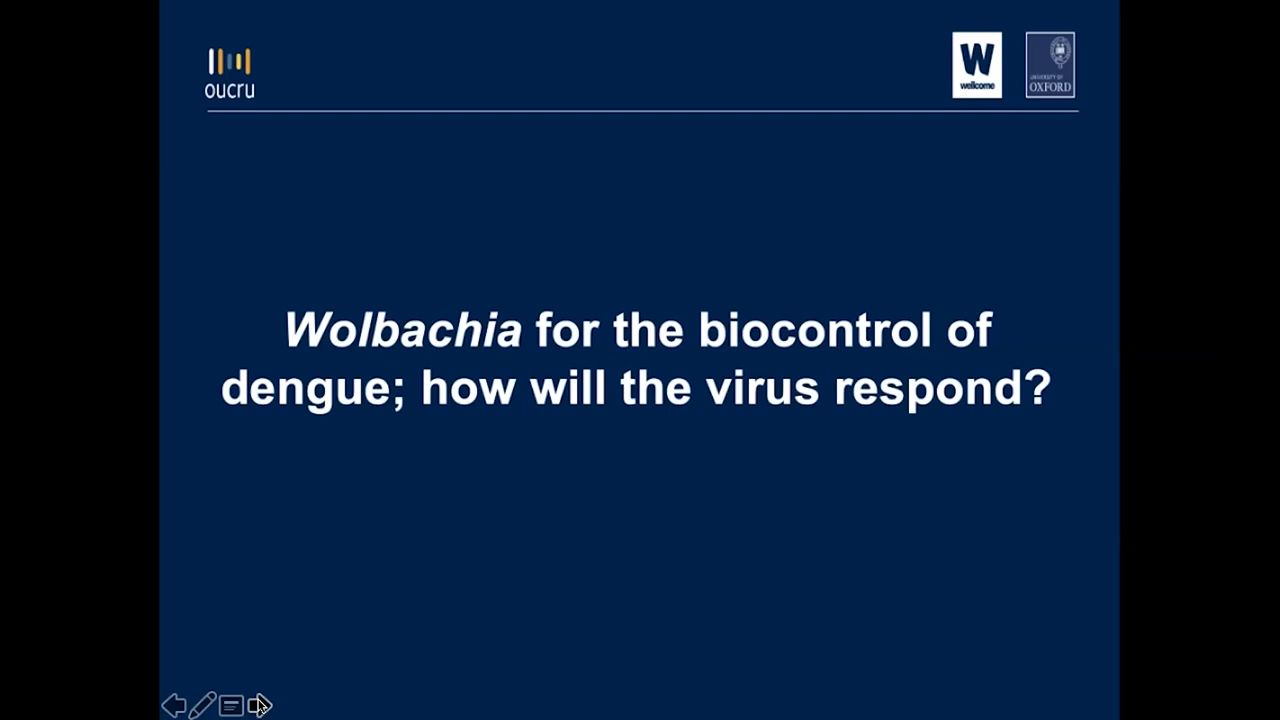 oucru
W
wellcome
UNIVERSITY OF
OXFORD
Wolbachia for the biocontrol of
dengue; how will the virus respond?